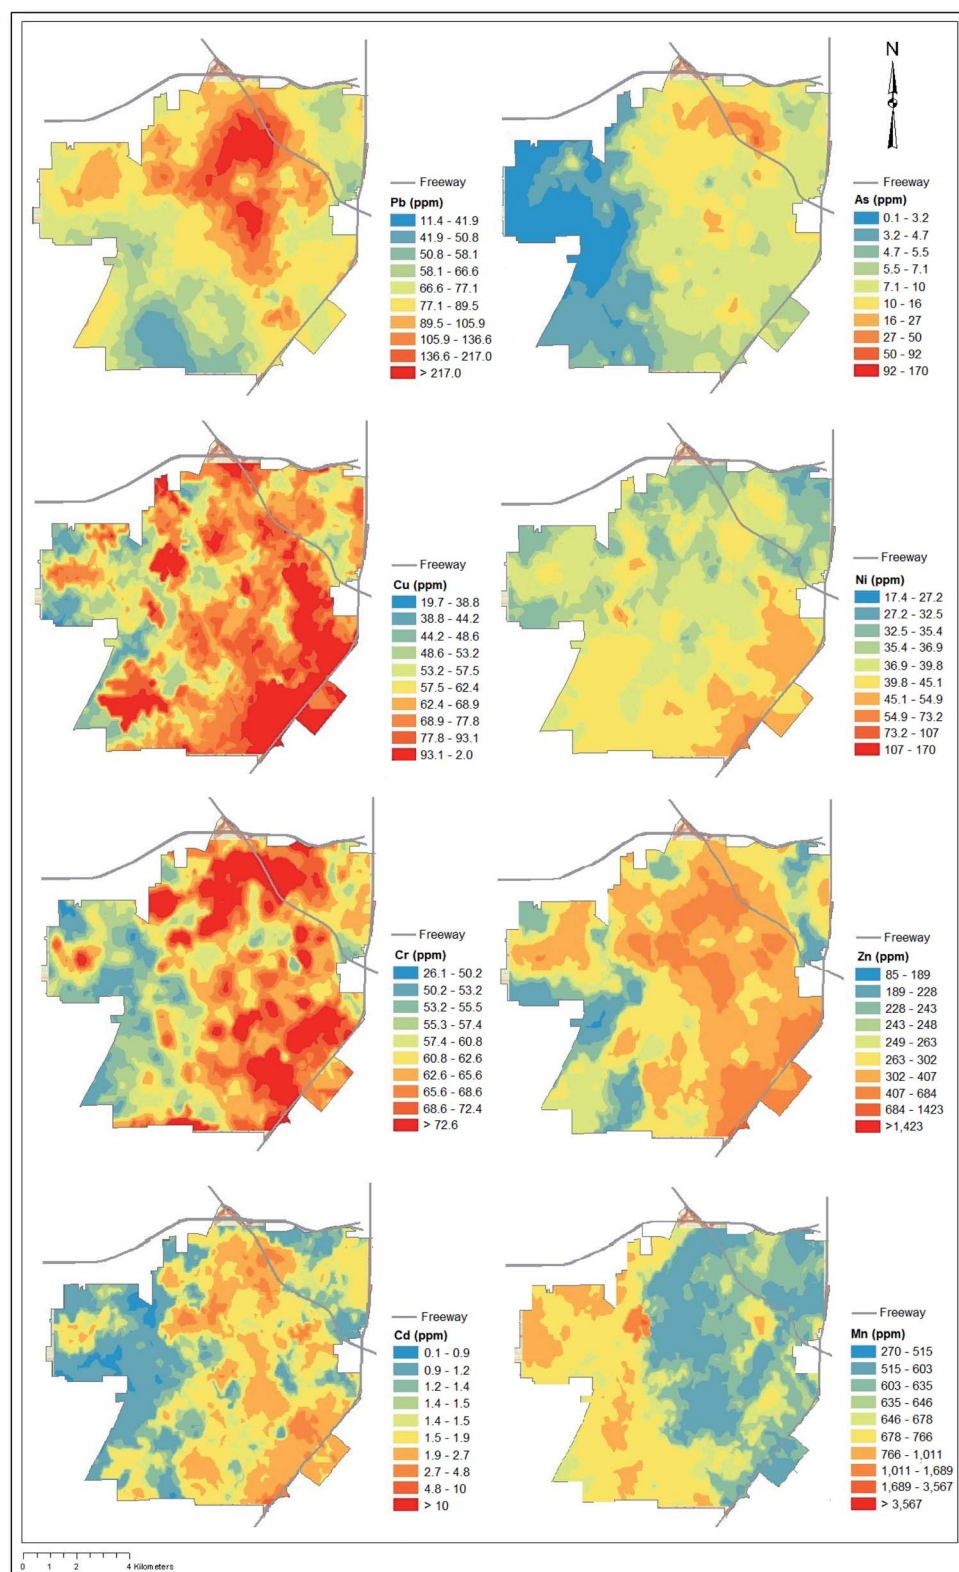 N
Freeway
Pb (ppm)
11.4 - 41.9
41.9 - 50.8
50.8 - 58.1
58.1 - 66.6
66.6 - 77.1
77.1 - 89.5
89.5 - 105.9
105.9 - 136.6
136.6 - 217.0
> 217.0
Freeway
As (ppm)
0.1 - 3.2
3.2 - 4.7
4.7 - 5.5
5.5 - 7.1
7.1 - 10
10 - 16
16 - 27
27 - 50
50 - 92
92 - 170
Freeway
Cu (ppm)
19.7 - 38.8
38.8 - 44.2
44.2 - 48.6
48.6 - 53.2
53.2 - 57.5
57.5 - 62.4
62.4 - 68.9
68.9 - 77.8
77.8 - 93.1
93.1 - 2.0
Freeway
Ni (ppm)
17.4 - 27.2
27.2 - 32.5
32.5 - 35.4
35.4 - 36.9
36.9 - 39.8
39.8 - 45.1
45.1 - 54.9
54.9 - 73.2
73.2 - 107
107 - 170
Freeway
Cr (ppm)
26.1 - 50.2
50.2 - 53.2
53.2 - 55.5
55.3 - 57.4
57.4 - 60.8
60.8 - 62.6
62.6 - 65.6
65.6 - 68.6
68.6 - 72.4
> 72.6
Freeway
Zn (ppm)
85 - 189
189 - 228
228 - 243
243 - 248
249 - 263
263 - 302
302 - 407
407 - 684
684 - 1423
>1,423
Freeway
Cd (ppm)
0.1 - 0.9
0.9 - 1.2
1.2 - 1.4
1.4 - 1.5
1.4 - 1.5
1.5 - 1.9
1.9 - 2.7
2.7 - 4.8
4.8 - 10
> 10
Freeway
Mn (ppm)
270 - 515
515 - 603
603 - 635
635 - 646
646 - 678
678 - 766
766 - 1,011
1,011 - 1,689
1,689 - 3,567
> 3,567
0 1 2 4 Kilometers